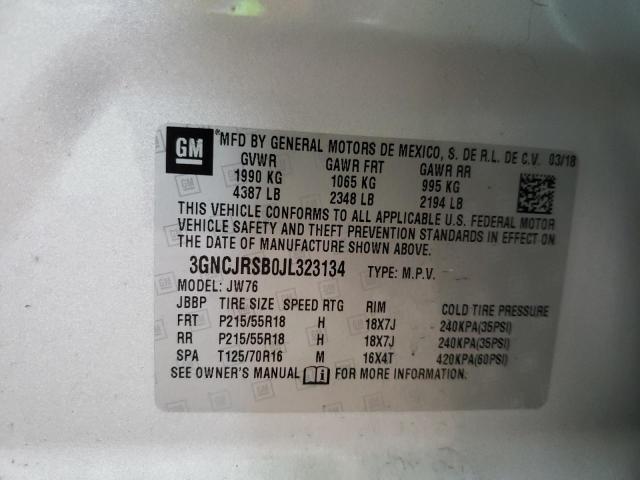 GM *MFD BY GENERAL MOTORS DE MEXICO, S. DE R.L. DE C.V. 03/18
GVWR GAWR FRT GAWR RR
1990 KG 1065 KG 995 KG
4387 LB 2348 LB 2194 LB
THIS VEHICLE CONFORMS TO ALL APPLICABLE U.S. FEDERAL MOTOR
VEHICLE SAFETY AND THEFT PREVENTION STANDARDS IN EFFECT ON
THE DATE OF MANUFACTURE SHOWN ABOVE.
3GNCJRSB0JL323134 TYPE: M.P.V.
MODEL: JW76
JBBP TIRE SIZE SPEED RTG RIM COLD TIRE PRESSURE
FRT P215/55R18 H 18X7J 240KPA(35PSI)
RR P215/55R18 H 18X7J 240KPA(35PSI)
SPA T125/70R16 M 16X4T 420KPA(60PSI)
SEE OWNER'S MANUAL FOR MORE INFORMATION.